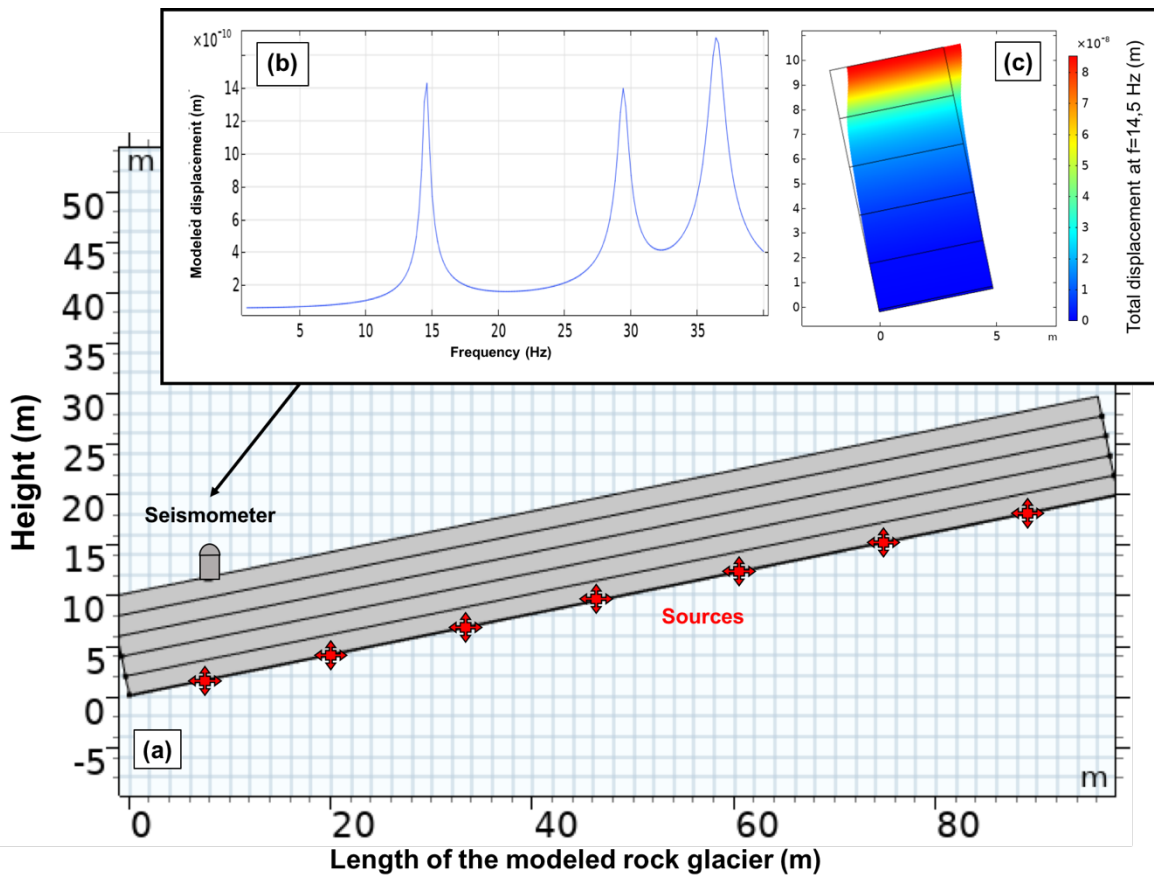 (b)
×10⁻¹⁰
14
12
10
8
6
4
2
Modeled displacement (m)
5 10 15 20 25 30 35
Frequency (Hz)
(c)
10
9
8
7
6
5
4
3
2
1
0
0 5 m
×10⁻⁸
8
7
6
5
4
3
2
1
0
Total displacement at f=14,5 Hz (m)
m
50
45
40
35
30
25
20
15
10
5
0
-5
Height (m)
Seismometer
Sources
(a)
m
0 20 40 60 80
Length of the modeled rock glacier (m)